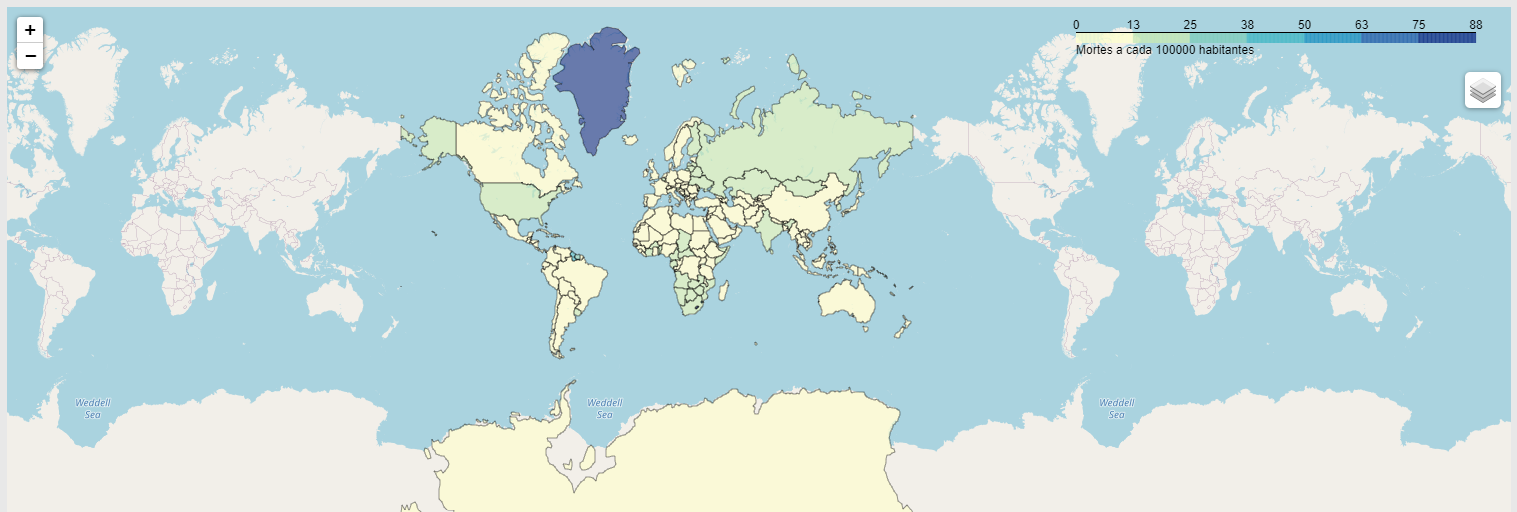 +
−
0 13 25 38 50 63 75 88
Mortes a cada 100000 habitantes
Weddell
Sea
Weddell
Sea
Weddell
Sea